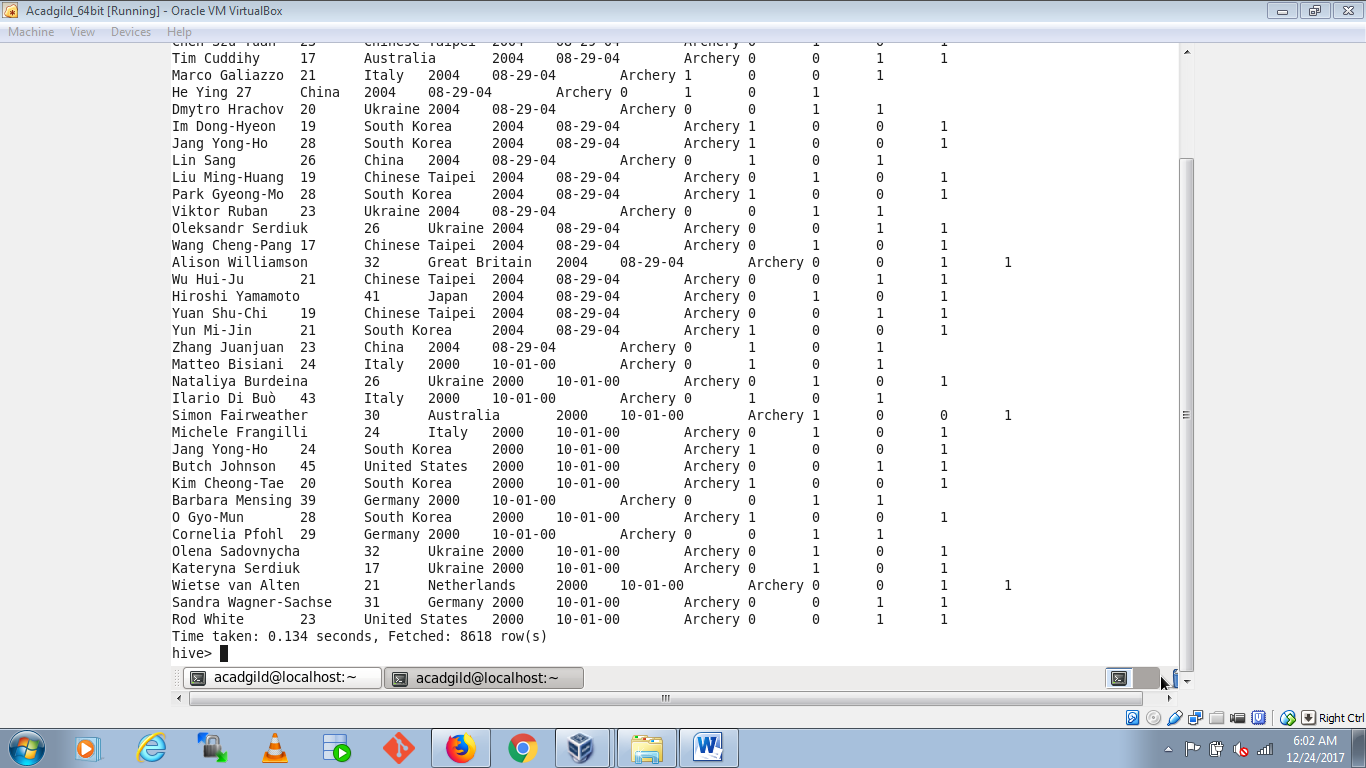 Acadgild_64bit [Running] - Oracle VM VirtualBox
Machine View Devices Help
Chen Szu-Yuan 23 Chinese Taipei 2004 08-29-04 Archery 0 1 0 1
Tim Cuddihy 17 Australia 2004 08-29-04 Archery 0 0 1 1
Marco Galiazzo 21 Italy 2004 08-29-04 Archery 1 0 0 1
He Ying 27 China 2004 08-29-04 Archery 0 1 0 1
Dmytro Hrachov 20 Ukraine 2004 08-29-04 Archery 0 0 1 1
Im Dong-Hyeon 19 South Korea 2004 08-29-04 Archery 1 0 0 1
Jang Yong-Ho 28 South Korea 2004 08-29-04 Archery 1 0 0 1
Lin Sang 26 China 2004 08-29-04 Archery 0 1 0 1
Liu Ming-Huang 19 Chinese Taipei 2004 08-29-04 Archery 0 1 0 1
Park Gyeong-Mo 28 South Korea 2004 08-29-04 Archery 1 0 0 1
Viktor Ruban 23 Ukraine 2004 08-29-04 Archery 0 0 1 1
Oleksandr Serdiuk 26 Ukraine 2004 08-29-04 Archery 0 0 1 1
Wang Cheng-Pang 17 Chinese Taipei 2004 08-29-04 Archery 0 1 0 1
Alison Williamson 32 Great Britain 2004 08-29-04 Archery 0 0 1 1
Wu Hui-Ju 21 Chinese Taipei 2004 08-29-04 Archery 0 0 1 1
Hiroshi Yamamoto 41 Japan 2004 08-29-04 Archery 0 1 0 1
Yuan Shu-Chi 19 Chinese Taipei 2004 08-29-04 Archery 0 0 1 1
Yun Mi-Jin 21 South Korea 2004 08-29-04 Archery 1 0 0 1
Zhang Juanjuan 23 China 2004 08-29-04 Archery 0 1 0 1
Matteo Bisiani 24 Italy 2000 10-01-00 Archery 0 1 0 1
Nataliya Burdeina 26 Ukraine 2000 10-01-00 Archery 0 1 0 1
Ilario Di Buò 43 Italy 2000 10-01-00 Archery 0 1 0 1
Simon Fairweather 30 Australia 2000 10-01-00 Archery 1 0 0 1
Michele Frangilli 24 Italy 2000 10-01-00 Archery 0 1 0 1
Jang Yong-Ho 24 South Korea 2000 10-01-00 Archery 1 0 0 1
Butch Johnson 45 United States 2000 10-01-00 Archery 0 0 1 1
Kim Cheong-Tae 20 South Korea 2000 10-01-00 Archery 1 0 0 1
Barbara Mensing 39 Germany 2000 10-01-00 Archery 0 0 1 1
O Gyo-Mun 28 South Korea 2000 10-01-00 Archery 1 0 0 1
Cornelia Pfohl 29 Germany 2000 10-01-00 Archery 0 0 1 1
Olena Sadovnycha 32 Ukraine 2000 10-01-00 Archery 0 1 0 1
Kateryna Serdiuk 17 Ukraine 2000 10-01-00 Archery 0 1 0 1
Wietse van Alten 21 Netherlands 2000 10-01-00 Archery 0 0 1 1
Sandra Wagner-Sachse 31 Germany 2000 10-01-00 Archery 0 0 1 1
Rod White 23 United States 2000 10-01-00 Archery 0 0 1 1
Time taken: 0.134 seconds, Fetched: 8618 row(s)
hive>
acadgild@localhost:~ acadgild@localhost:~
Right Ctrl
6:02 AM
12/24/2017